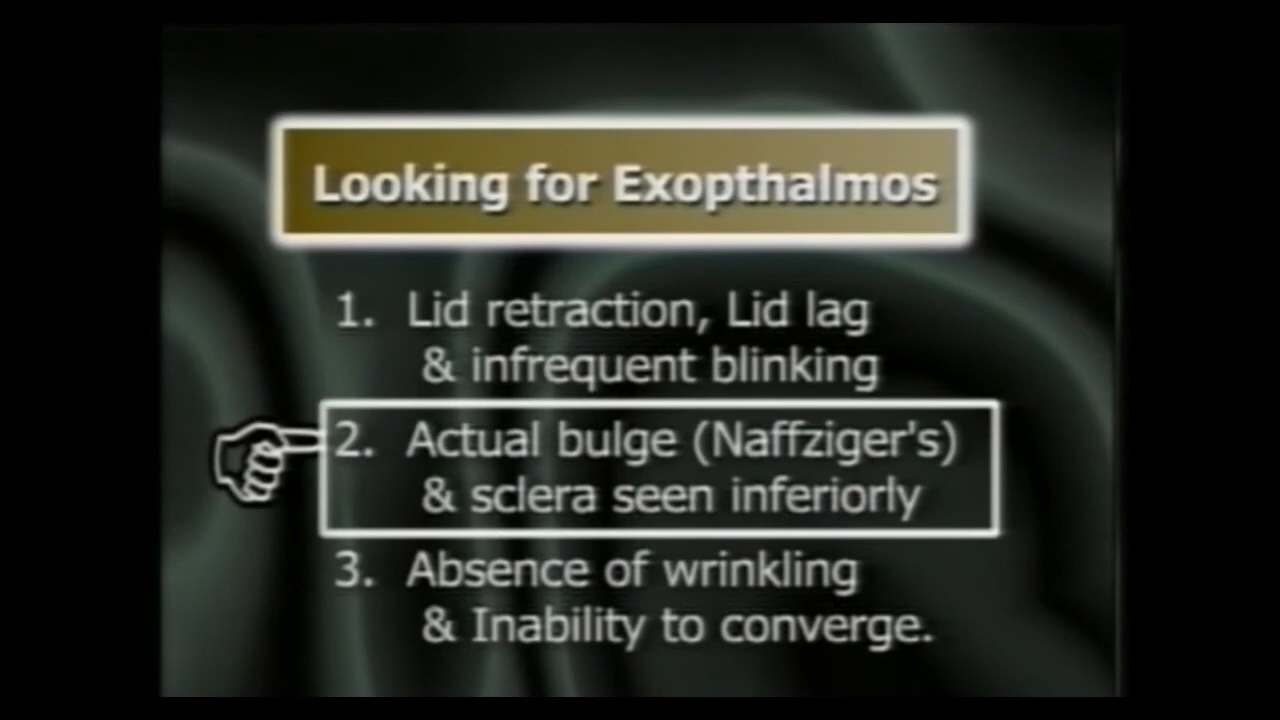 Looking for Exopthalmos
1. Lid retraction, Lid lag
& infrequent blinking
2. Actual bulge (Naffziger's)
& sclera seen inferiorly
3. Absence of wrinkling
& Inability to converge.